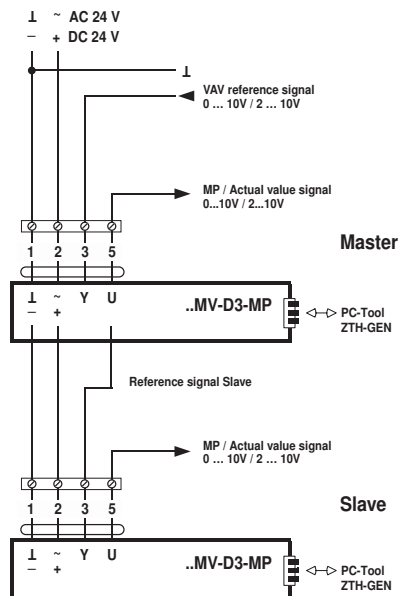 ⊥ ~ AC 24 V
– + DC 24 V
⊥
VAV reference signal
0 ... 10V / 2 ... 10V
MP / Actual value signal
0...10V / 2...10V
Master
1 2 3 5
⊥ ~ Y U
– +
..MV-D3-MP
PC-Tool
ZTH-GEN
Reference signal Slave
MP / Actual value signal
0 ... 10V / 2 ... 10V
Slave
1 2 3 5
⊥ ~ Y U
– +
..MV-D3-MP
PC-Tool
ZTH-GEN